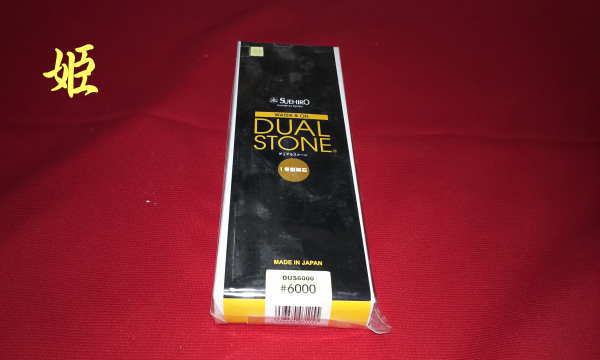 姫
SUEHIRO
WATER & OIL
DUAL
STONE®
デュアルストーン
MADE IN JAPAN
DUS6000
#6000